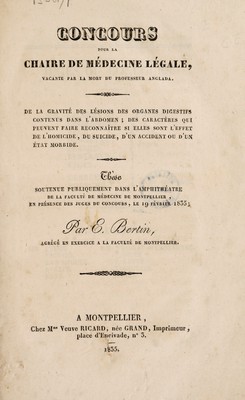 CONCOURS
POUR LA
CHAIRE DE MÉDECINE LÉGALE,
VACANTE PAR LA MORT DU PROFESSEUR ANGLADA.
DE LA GRAVITÉ DES LÉSIONS DES ORGANES DIGESTIFS
CONTENUS DANS L'ABDOMEN ; DES CARACTÈRES QUI
PEUVENT FAIRE RECONNAÎTRE SI ELLES SONT L'EFFET
DE L'HOMICIDE, DU SUICIDE, D'UN ACCIDENT OU D'UN
ÉTAT MORBIDE.
Thèse
SOUTENUE PUBLIQUEMENT DANS L'AMPHITHÉATRE
DE LA FACULTÉ DE MÉDECINE DE MONTPELLIER,
EN PRÉSENCE DES JUGES DU CONCOURS, LE 19 FÉVRIER 1835;
Par E. Bertin,
AGRÉGÉ EN EXERCICE A LA FACULTÉ DE MONTPELLIER.
A MONTPELLIER,
Chez Mme Veuve RICARD, née GRAND, Imprimeur,
place d'Encivade, n° 3.
1835.